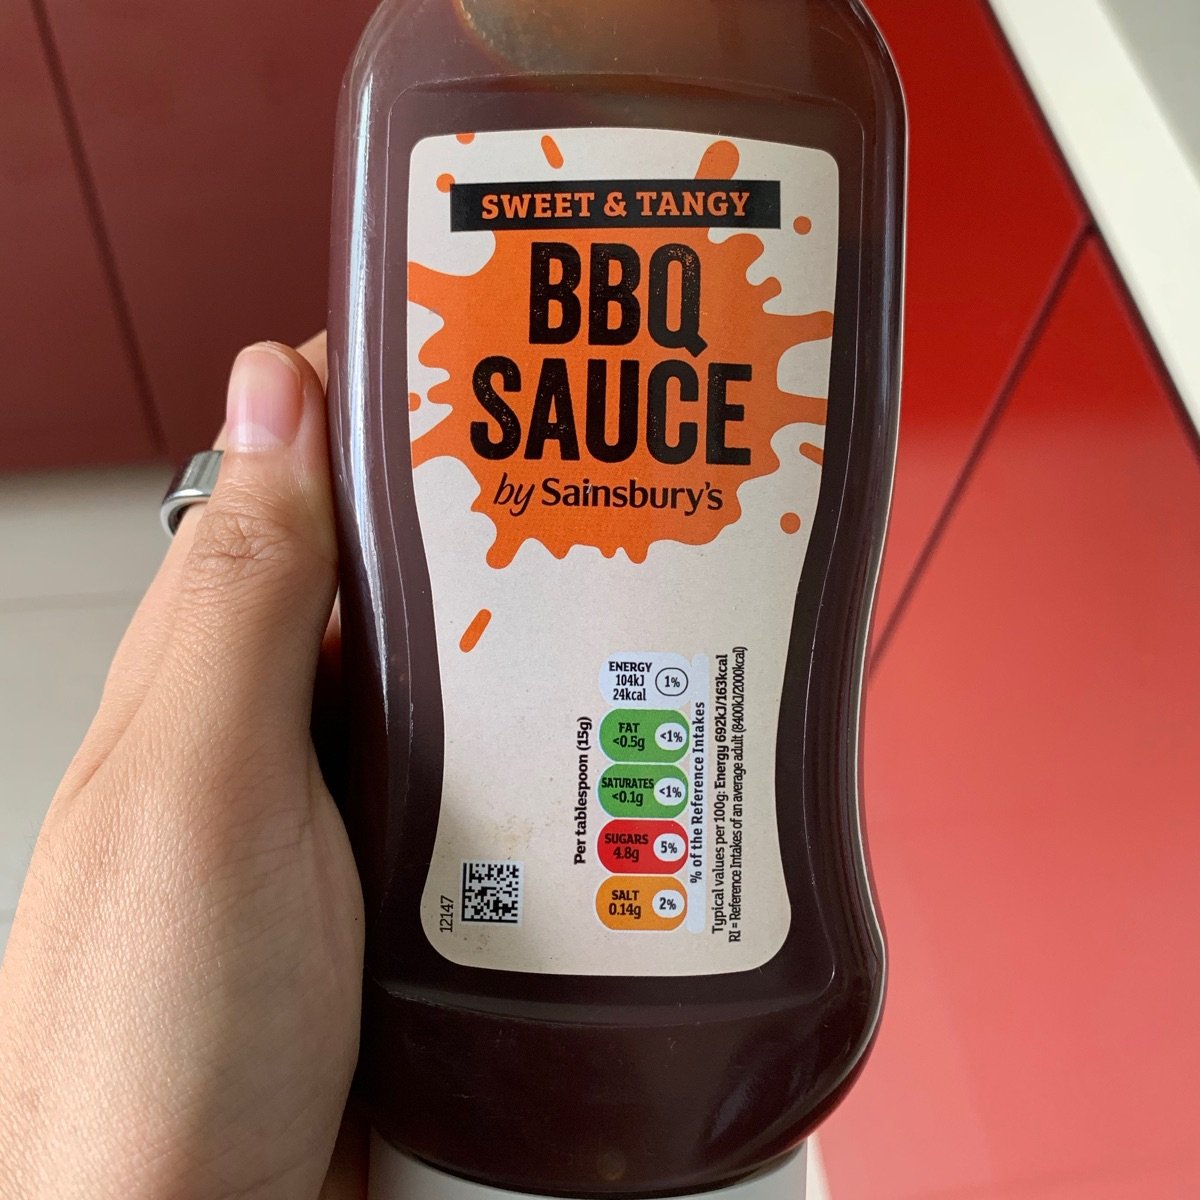 SWEET & TANGY
BBQ
SAUCE
by Sainsbury's
Per tablespoon (15g)
ENERGY
104kJ
24kcal
1%
FAT
<0.5g
<1%
SATURATES
<0.1g
<1%
SUGARS
4.8g
5%
SALT
0.14g
2%
% of the Reference Intakes
Typical values per 100g: Energy 692kJ/163kcal
RI = Reference Intakes of an average adult (8400kJ/2000kcal)
12147